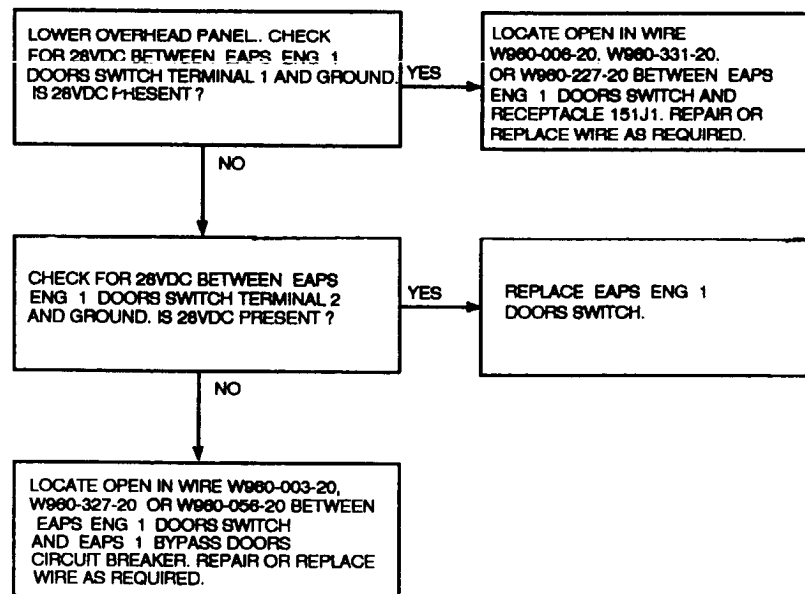 LOWER OVERHEAD PANEL. CHECK
FOR 28VDC BETWEEN EAPS ENG 1
DOORS SWITCH TERMINAL 1 AND GROUND.
IS 28VDC PRESENT ?
YES
LOCATE OPEN IN WIRE
W960-006-20, W960-331-20,
OR W960-227-20 BETWEEN EAPS
ENG 1 DOORS SWITCH AND
RECEPTACLE 151J1. REPAIR OR
REPLACE WIRE AS REQUIRED.
NO
CHECK FOR 28VDC BETWEEN EAPS
ENG 1 DOORS SWITCH TERMINAL 2
AND GROUND. IS 28VDC PRESENT ?
YES
REPLACE EAPS ENG 1
DOORS SWITCH.
NO
LOCATE OPEN IN WIRE W960-003-20,
W960-327-20 OR W960-056-20 BETWEEN
EAPS ENG 1 DOORS SWITCH
AND EAPS 1 BYPASS DOORS
CIRCUIT BREAKER. REPAIR OR REPLACE
WIRE AS REQUIRED.